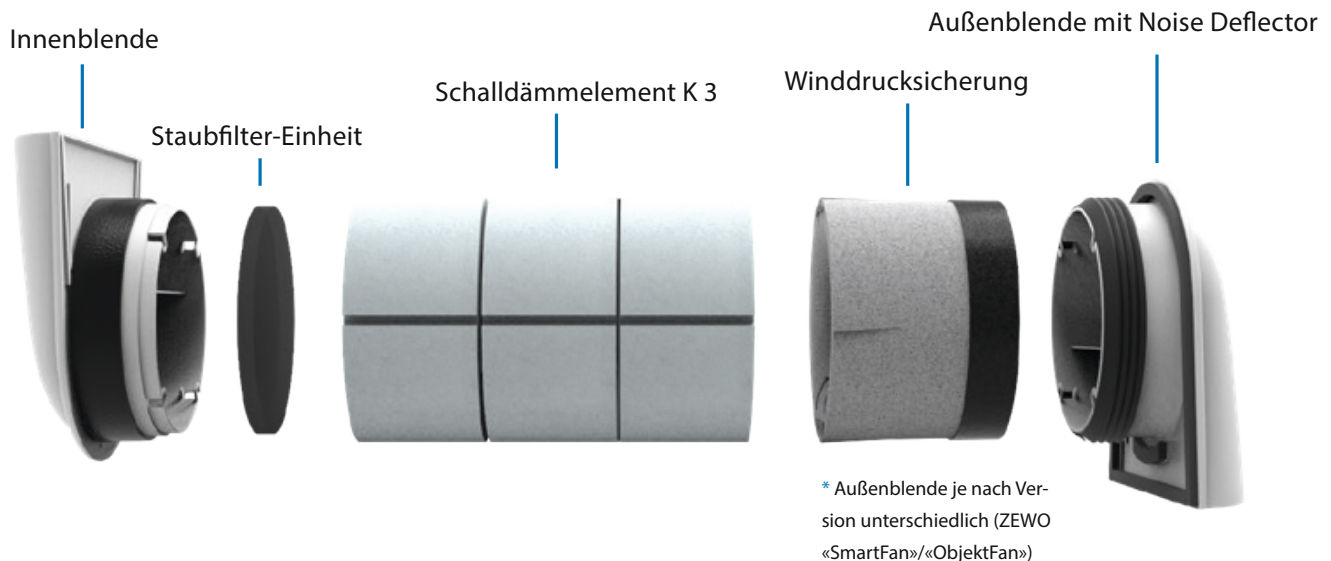 Außenblende mit Noise Deflector
Innenblende
Winddrucksicherung
Schalldämmelement K 3
Staubfilter-Einheit
* Außenblende je nach Ver-
sion unterschiedlich (ZEWO
«SmartFan»/«ObjektFan»)